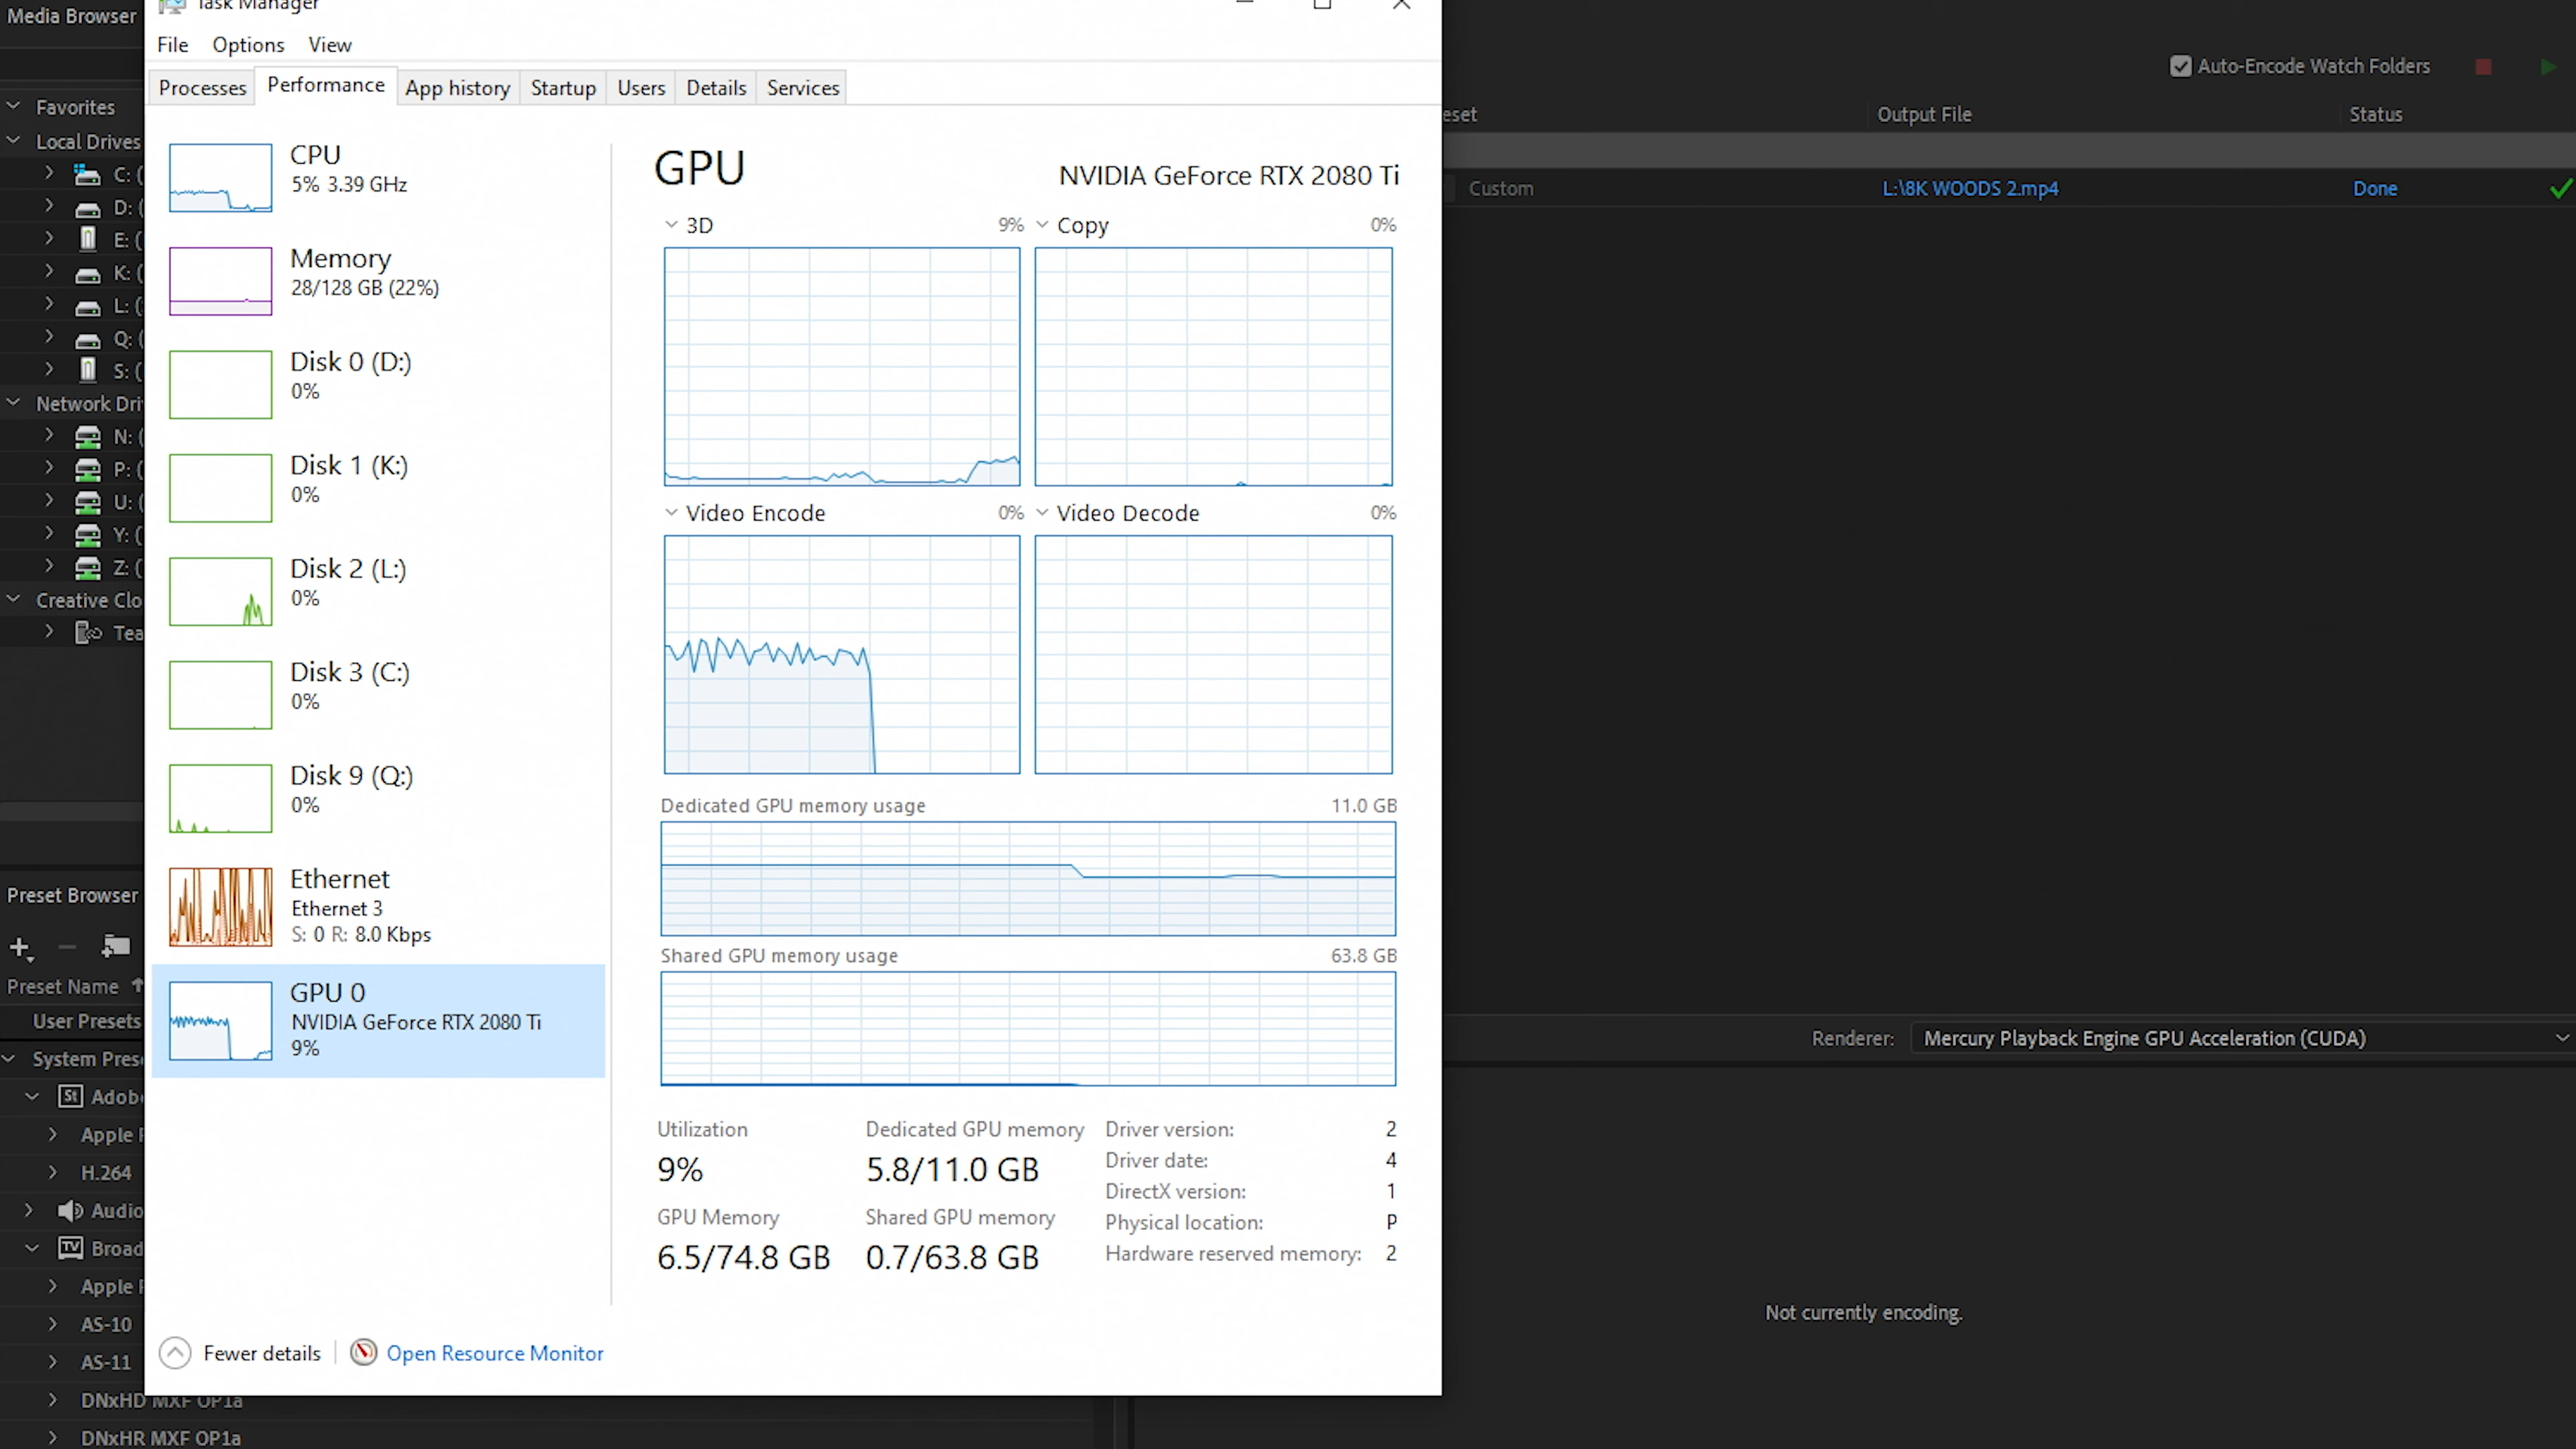 Media Browser
Favorites
Local Drives
C: (
D: (
E: (
K: (
L: (
Q: (
S: (
Network Dri
N: (
P: (
U: (
Y: (
Z: (
Creative Clo
Tea
Preset Browser
Preset Name
User Presets
System Prese
St Adobe
Apple P
H.264
Audio
TV Broad
Apple P
AS-10
AS-11
DNxHD MXF OP1a
DNxHR MXF OP1a
Task Manager
File Options View
Processes Performance App history Startup Users Details Services
CPU
5% 3.39 GHz
Memory
28/128 GB (22%)
Disk 0 (D:)
0%
Disk 1 (K:)
0%
Disk 2 (L:)
0%
Disk 3 (C:)
0%
Disk 9 (Q:)
0%
Ethernet
Ethernet 3
S: 0 R: 8.0 Kbps
GPU 0
NVIDIA GeForce RTX 2080 Ti
9%
GPU NVIDIA GeForce RTX 2080 Ti
3D 9% Copy 0%
Video Encode 0% Video Decode 0%
Dedicated GPU memory usage 11.0 GB
Shared GPU memory usage 63.8 GB
Utilization
9%
Dedicated GPU memory
5.8/11.0 GB
GPU Memory
6.5/74.8 GB
Shared GPU memory
0.7/63.8 GB
Driver version: 2
Driver date: 4
DirectX version: 1
Physical location: P
Hardware reserved memory: 2
Fewer details Open Resource Monitor
Auto-Encode Watch Folders
eset Output File Status
Custom L:\8K WOODS 2.mp4 Done
Renderer: Mercury Playback Engine GPU Acceleration (CUDA)
Not currently encoding.